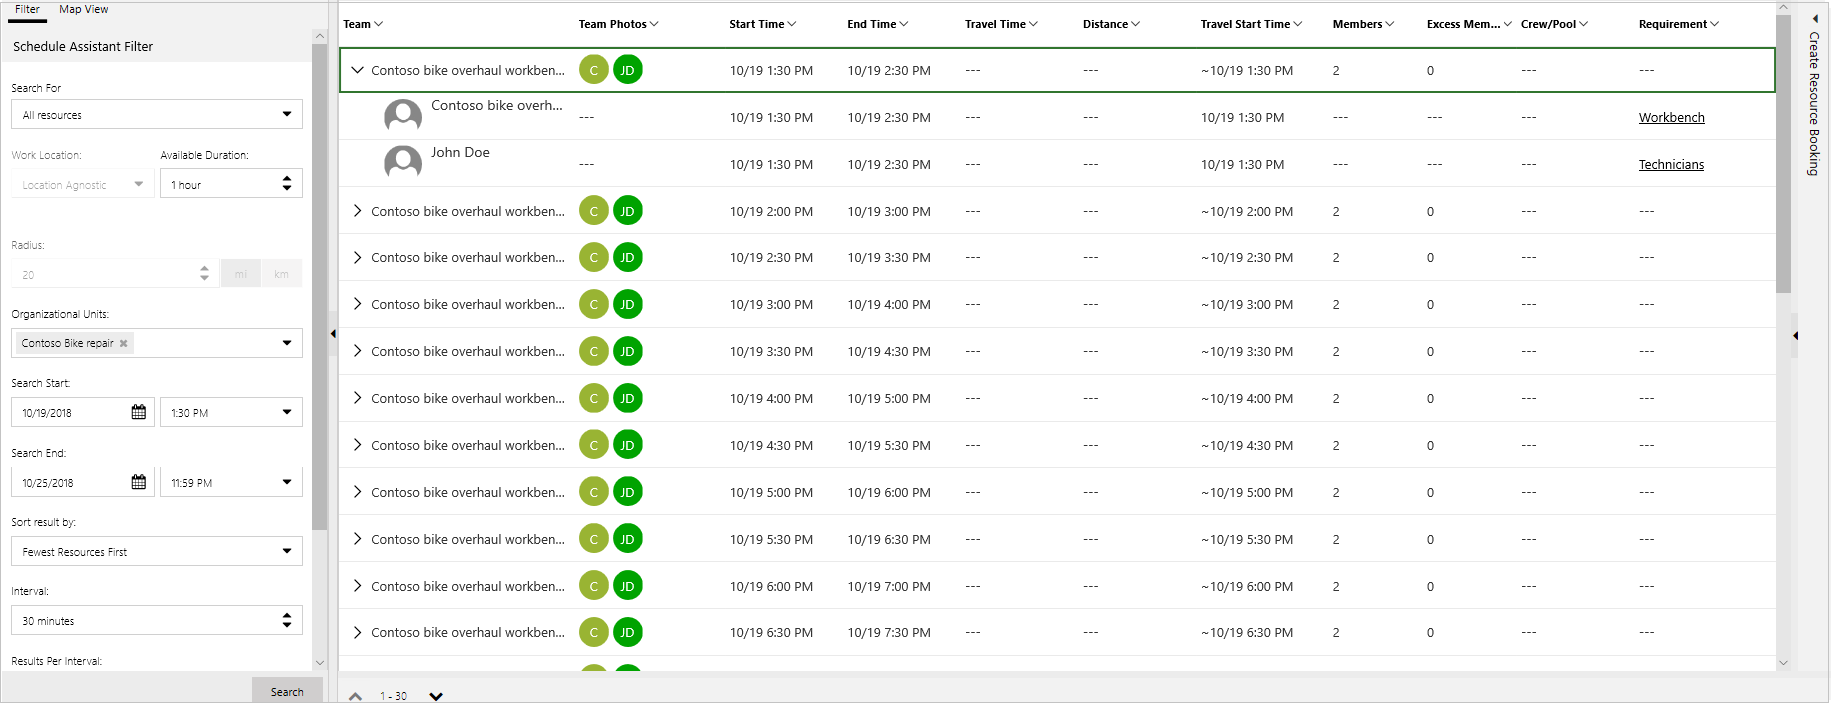 Filter Map View
Schedule Assistant Filter
Search For
All resources
Work Location: Available Duration:
Location Agnostic 1 hour
Radius:
20 mi km
Organizational Units:
Contoso Bike repair
Search Start:
10/19/2018 1:30 PM
Search End:
10/25/2018 11:59 PM
Sort result by:
Fewest Resources First
Interval:
30 minutes
Results Per Interval:
Search
Team Team Photos Start Time End Time Travel Time Distance Travel Start Time Members Excess Mem... Crew/Pool Requirement
Contoso bike overhaul workben... C JD 10/19 1:30 PM 10/19 2:30 PM --- --- ~10/19 1:30 PM 2 0 --- ---
Contoso bike overh... --- 10/19 1:30 PM 10/19 2:30 PM --- --- 10/19 1:30 PM --- --- --- Workbench
John Doe --- 10/19 1:30 PM 10/19 2:30 PM --- --- 10/19 1:30 PM --- --- --- Technicians
Contoso bike overhaul workben... C JD 10/19 2:00 PM 10/19 3:00 PM --- --- ~10/19 2:00 PM 2 0 --- ---
Contoso bike overhaul workben... C JD 10/19 2:30 PM 10/19 3:30 PM --- --- ~10/19 2:30 PM 2 0 --- ---
Contoso bike overhaul workben... C JD 10/19 3:00 PM 10/19 4:00 PM --- --- ~10/19 3:00 PM 2 0 --- ---
Contoso bike overhaul workben... C JD 10/19 3:30 PM 10/19 4:30 PM --- --- ~10/19 3:30 PM 2 0 --- ---
Contoso bike overhaul workben... C JD 10/19 4:00 PM 10/19 5:00 PM --- --- ~10/19 4:00 PM 2 0 --- ---
Contoso bike overhaul workben... C JD 10/19 4:30 PM 10/19 5:30 PM --- --- ~10/19 4:30 PM 2 0 --- ---
Contoso bike overhaul workben... C JD 10/19 5:00 PM 10/19 6:00 PM --- --- ~10/19 5:00 PM 2 0 --- ---
Contoso bike overhaul workben... C JD 10/19 5:30 PM 10/19 6:30 PM --- --- ~10/19 5:30 PM 2 0 --- ---
Contoso bike overhaul workben... C JD 10/19 6:00 PM 10/19 7:00 PM --- --- ~10/19 6:00 PM 2 0 --- ---
Contoso bike overhaul workben... C JD 10/19 6:30 PM 10/19 7:30 PM --- --- ~10/19 6:30 PM 2 0 --- ---
1 - 30
Create Resource Booking